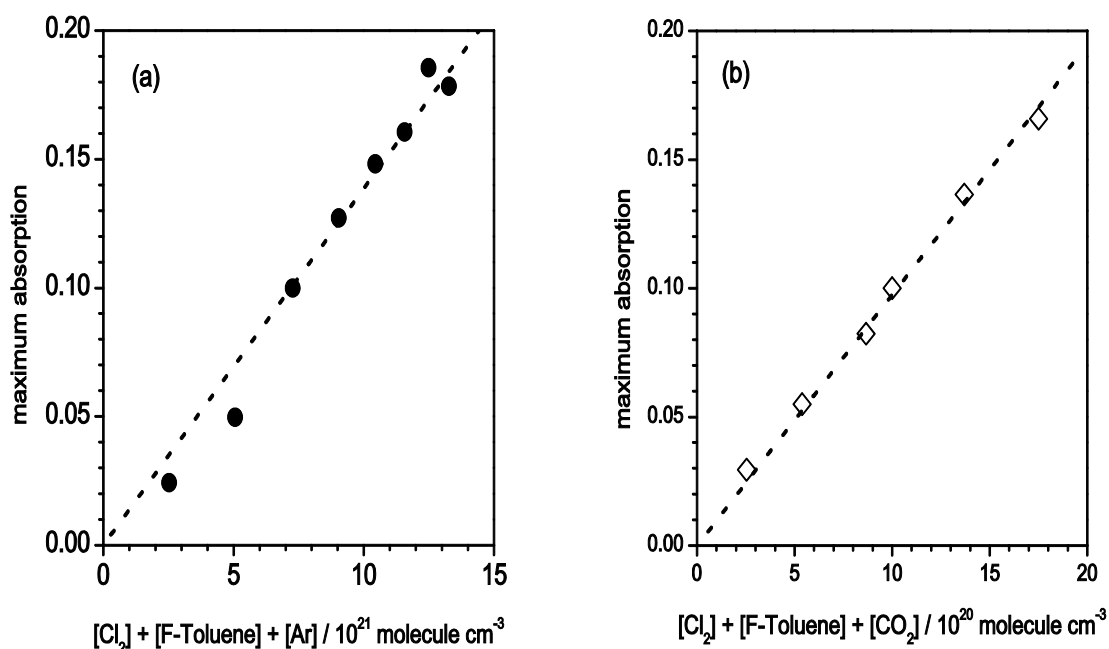 (a)
0.20
0.15
0.10
0.05
0.00
0 5 10 15
maximum absorption
[Cl2] + [F-Toluene] + [Ar] / 10^21 molecule cm^-3
(b)
0.20
0.15
0.10
0.05
0.00
0 5 10 15 20
maximum absorption
[Cl2] + [F-Toluene] + [CO2] / 10^20 molecule cm^-3